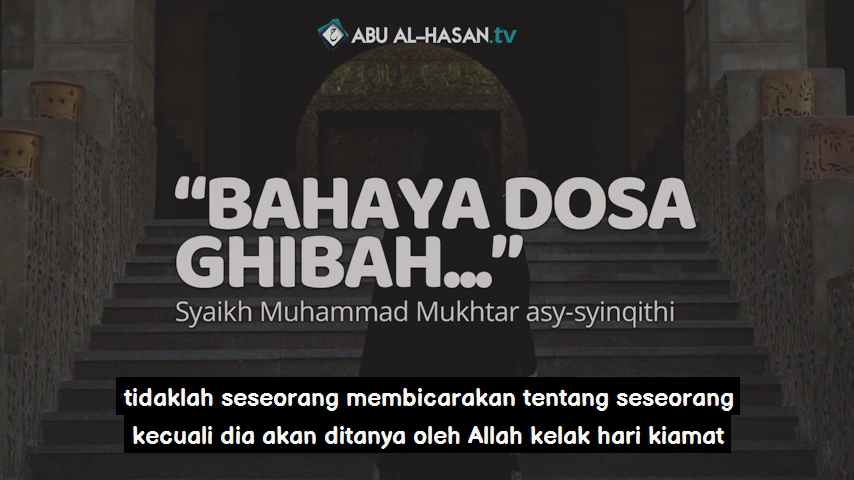 ABU AL-HASAN.tv
“BAHAYA DOSA
GHIBAH...”
Syaikh Muhammad Mukhtar asy-syinqithi
tidaklah seseorang membicarakan tentang seseorang
kecuali dia akan ditanya oleh Allah kelak hari kiamat